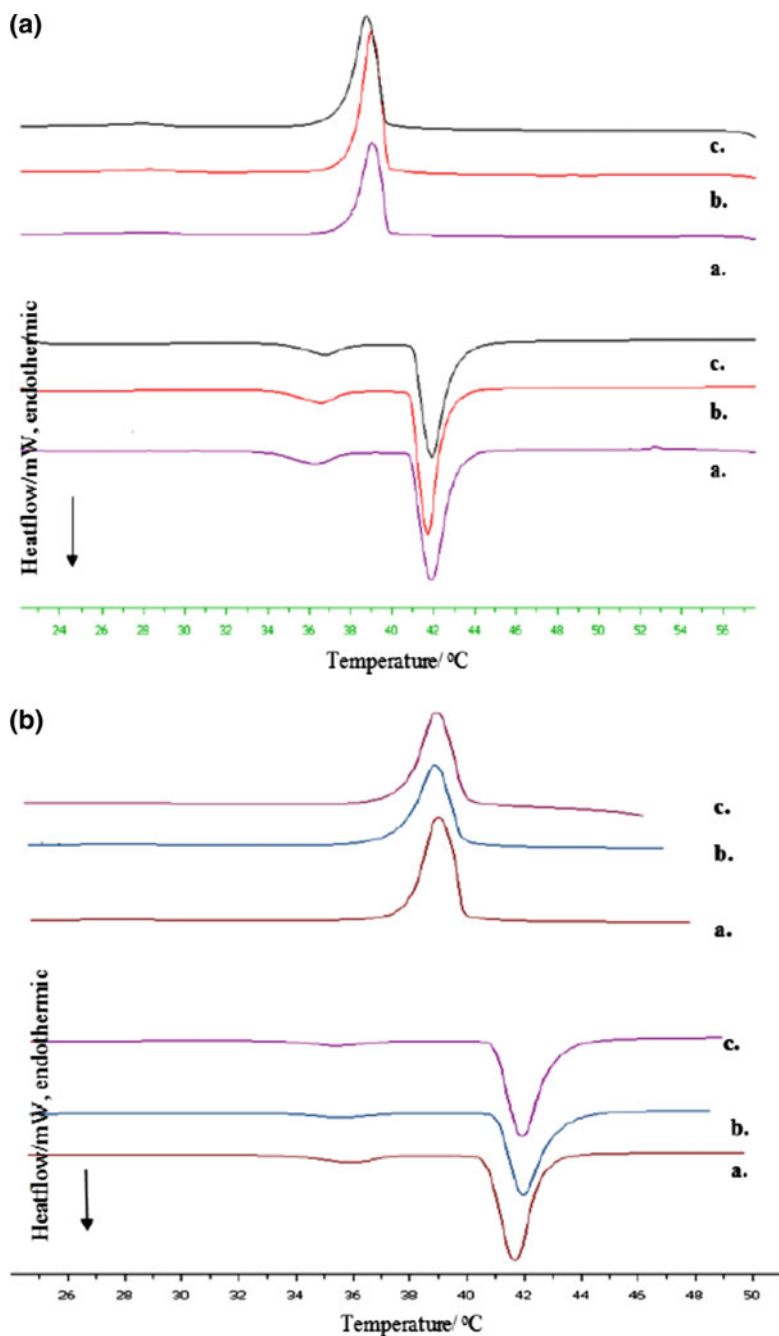 (a)
c.
b.
a.
c.
b.
a.
Heatflow/mW, endothermic
24 26 28 30 32 34 36 38 40 42 44 46 48 50 52 54 56
Temperature/ ⁰C
(b)
c.
b.
a.
c.
b.
a.
Heatflow/mW, endothermic
26 28 30 32 34 36 38 40 42 44 46 48 50
Temperature/ ⁰C